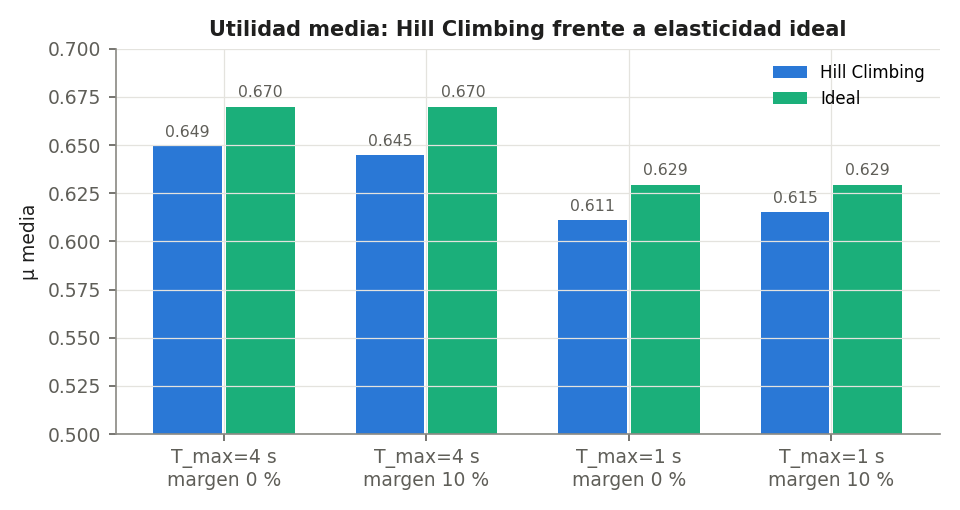 Utilidad media: Hill Climbing frente a elasticidad ideal
Hill Climbing
Ideal
µ media
0.700
0.675
0.650
0.625
0.600
0.575
0.550
0.525
0.500
0.649
0.670
0.645
0.670
0.611
0.629
0.615
0.629
T_max=4 s
margen 0 %
T_max=4 s
margen 10 %
T_max=1 s
margen 0 %
T_max=1 s
margen 10 %